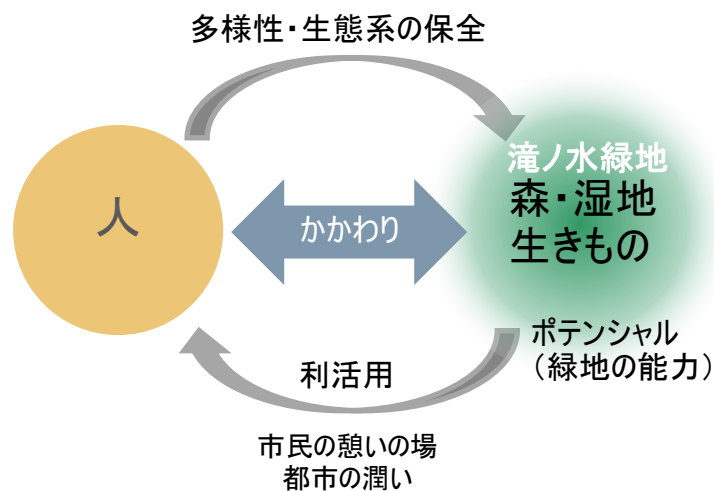 多様性・生態系の保全
人
かかわり
滝ノ水緑地
森・湿地
生きもの
ポテンシャル
（緑地の能力）
利活用
市民の憩いの場
都市の潤い